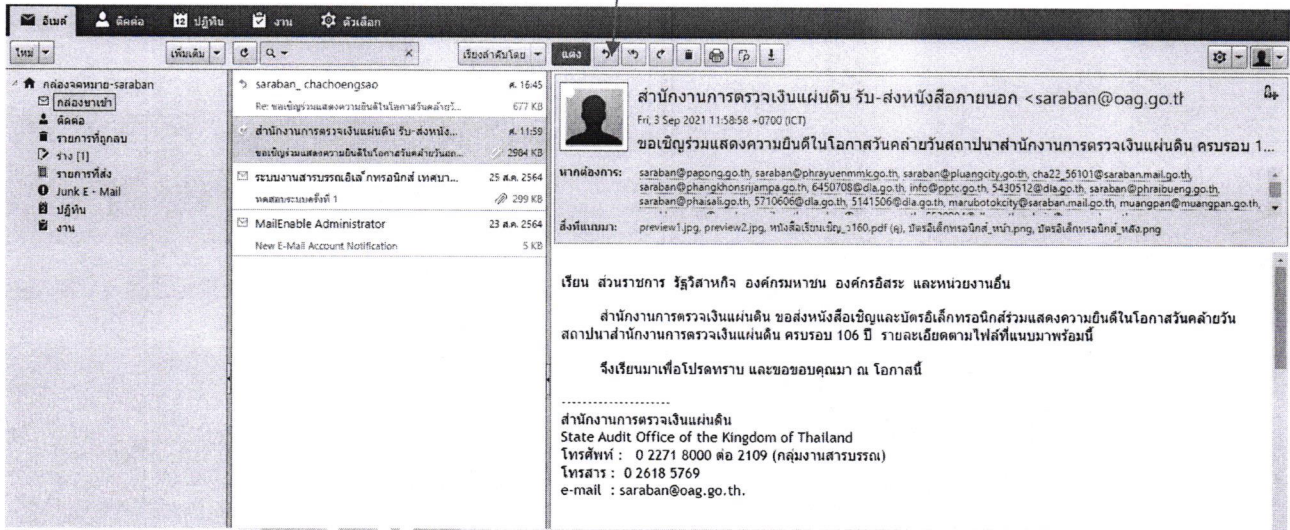 อีเมล์ ติดต่อ 12 ปฏิทิน งาน ตัวเลือก
ใหม่ เพิ่มเติม เรียงลำดับโดย แต่ง
กล่องจดหมาย-saraban
กล่องขาเข้า
ติดต่อ
รายการที่ถูกลบ
ร่าง [1]
รายการที่ส่ง
Junk E - Mail
ปฏิทิน
งาน
saraban_ chachoengsao ศ. 16:45
Re: ขอเชิญร่วมแสดงความยินดีในโอกาสวันคล้ายวั... 677 KB
สำนักงานการตรวจเงินแผ่นดิน รับ-ส่งหนัง... ศ. 11:59
ขอเชิญร่วมแสดงความยินดีในโอกาสวันคล้ายวันสถ... 2984 KB
ระบบงานสารบรรณอิเล็กทรอนิกส์ เทศบา... 25 ส.ค. 2564
ทดสอบระบบครั้งที่ 1 299 KB
MailEnable Administrator 23 ส.ค. 2564
New E-Mail Account Notification 5 KB
สำนักงานการตรวจเงินแผ่นดิน รับ-ส่งหนังสือภายนอก <saraban@oag.go.tl
Fri, 3 Sep 2021 11:58:58 +0700 (ICT)
ขอเชิญร่วมแสดงความยินดีในโอกาสวันคล้ายวันสถาปนาสำนักงานการตรวจเงินแผ่นดิน ครบรอบ 1...
หากต้องการ: saraban@papong.go.th, saraban@phrayuenmmk.go.th, saraban@pluangcity.go.th, cha22_56101@saraban.mail.go.th,
saraban@phangkhonsrijampa.go.th, 6450708@dla.go.th, info@pptc.go.th, 5430512@dla.go.th, saraban@phraibueng.go.th,
saraban@phaisali.go.th, 5710606@dla.go.th, 5141506@dla.go.th, marubotokcity@saraban.mail.go.th, muangpan@muangpan.go.th,
สิ่งที่แนบมา: preview1.jpg, preview2.jpg, หนังสือเรียนเชิญ_ว160.pdf (ดู), บัตรอิเล็กทรอนิกส์_หน้า.png, บัตรอิเล็กทรอนิกส์_หลัง.png
เรียน ส่วนราชการ รัฐวิสาหกิจ องค์กรมหาชน องค์กรอิสระ และหน่วยงานอื่น
สำนักงานการตรวจเงินแผ่นดิน ขอส่งหนังสือเชิญและบัตรอิเล็กทรอนิกส์ร่วมแสดงความยินดีในโอกาสวันคล้ายวัน
สถาปนาสำนักงานการตรวจเงินแผ่นดิน ครบรอบ 106 ปี รายละเอียดตามไฟล์ที่แนบมาพร้อมนี้
จึงเรียนมาเพื่อโปรดทราบ และขอขอบคุณมา ณ โอกาสนี้
--------------------
สำนักงานการตรวจเงินแผ่นดิน
State Audit Office of the Kingdom of Thailand
โทรศัพท์ : 0 2271 8000 ต่อ 2109 (กลุ่มงานสารบรรณ)
โทรสาร : 0 2618 5769
e-mail : saraban@oag.go.th.